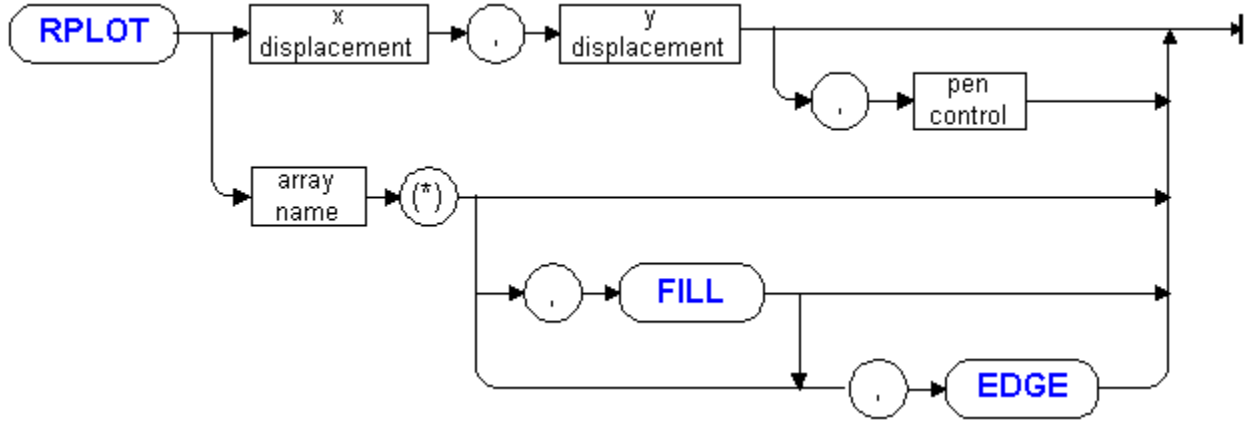 RPLOT
x
displacement
,
y
displacement
,
pen
control
array
name
(*)
,
FILL
,
EDGE